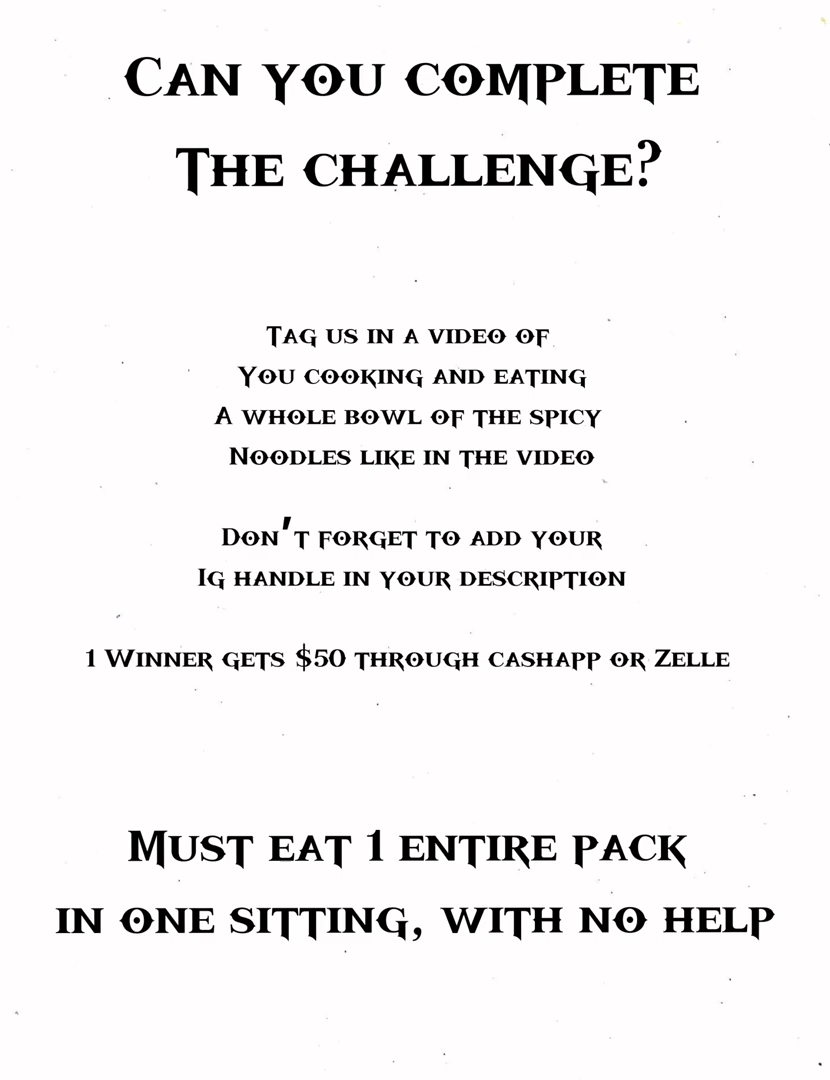 Can you complete
The challenge?
Tag us in a video of
You cooking and eating
A whole bowl of the spicy
Noodles like in the video
Don't forget to add your
Ig handle in your description
1 Winner gets $50 through cashapp or Zelle
Must eat 1 entire pack
in one sitting, with no help